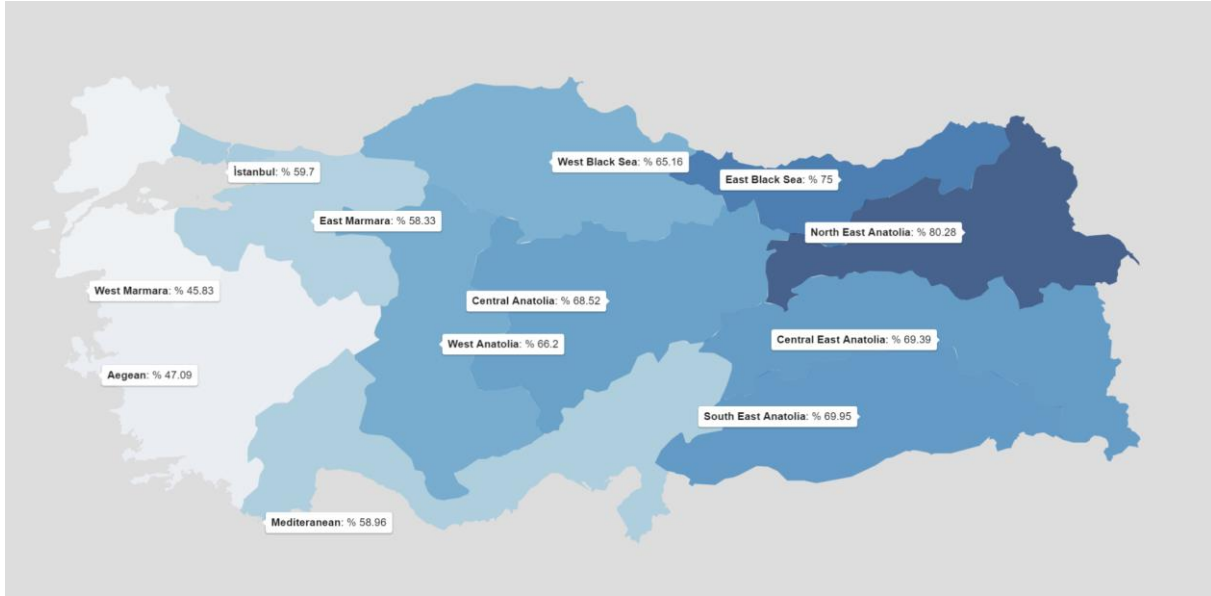 West Black Sea: % 65.16
İstanbul: % 59.7
East Black Sea: % 75
East Marmara: % 58.33
North East Anatolia: % 80.28
West Marmara: % 45.83
Central Anatolia: % 68.52
West Anatolia: % 66.2
Central East Anatolia: % 69.39
Aegean: % 47.09
South East Anatolia: % 69.95
Mediteranean: % 58.96